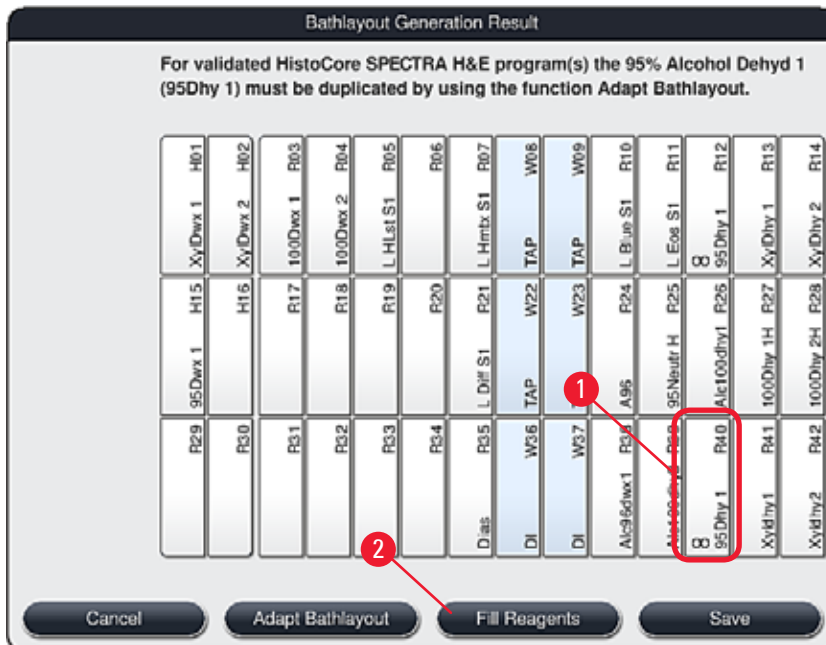 Bathlayout Generation Result
For validated HistoCore SPECTRA H&E program(s) the 95% Alcohol Dehyd 1
(95Dhy 1) must be duplicated by using the function Adapt Bathlayout.
XylDwx 1 H01
XylDwx 2 H02
100Dwx 1 R03
100Dwx 2 R04
L HLst S1 R05
R06
L Hmtx S1 R07
TAP W08
TAP W09
L Blue S1 R10
L Eos S1 R11
8 95Dhy 1 R12
XylDhy 1 R13
XylDhy 2 R14
95Dwx 1 H15
H16
R17
R18
R19
R20
L Diff S1 R21
TAP W22
W23
A96 R24
95Neutr H R25
Alc100dhy1 R26
100Dhy 1H R27
100Dhy 2H R28
R29
R30
R31
R32
R33
R34
Dias R35
DI W36
DI W37
Alc96dwx1
8 95Dhy 1 R40
Xyldhy1 R41
Xyldhy2 R42
1
2
Cancel
Adapt Bathlayout
Fill Reagents
Save